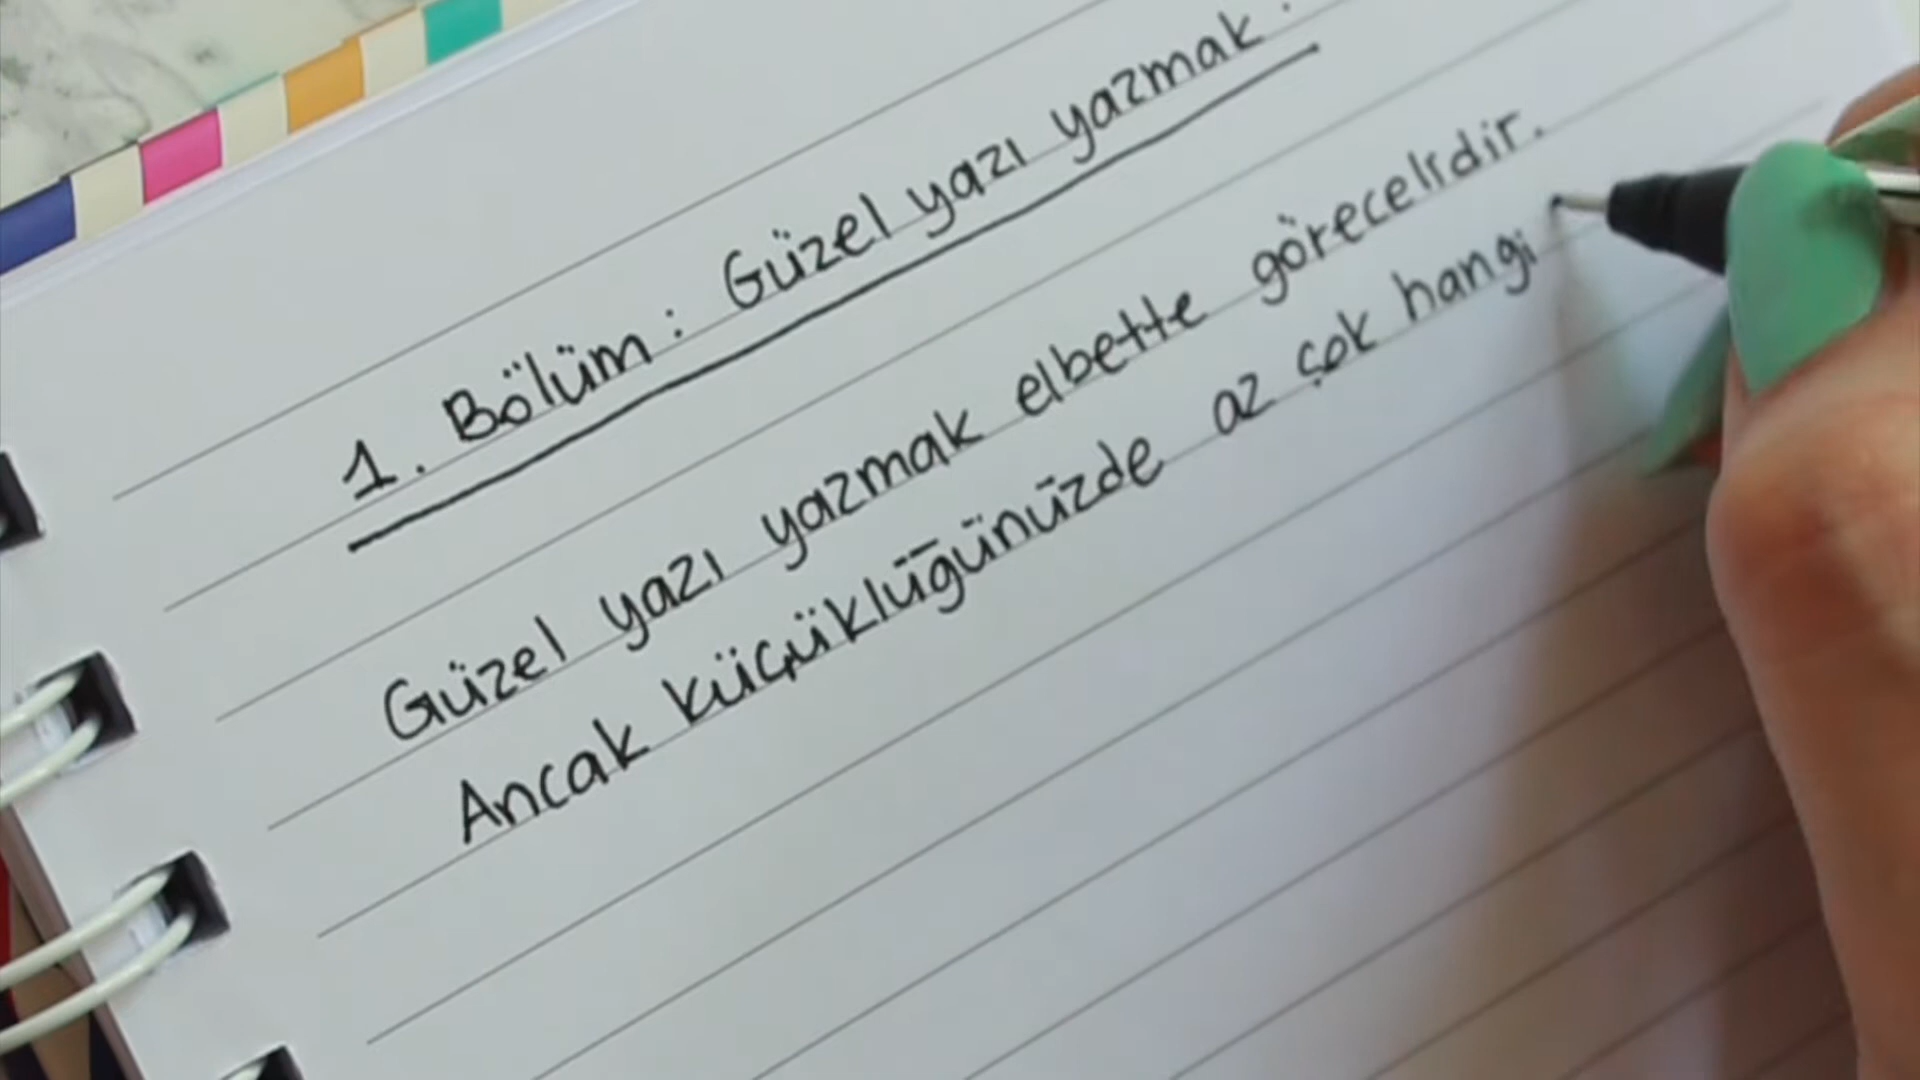 1. Bölüm: Güzel yazı yazmak.
Güzel yazı yazmak elbette görecelidir.
Ancak küçüklüğünüzde az çok hangi